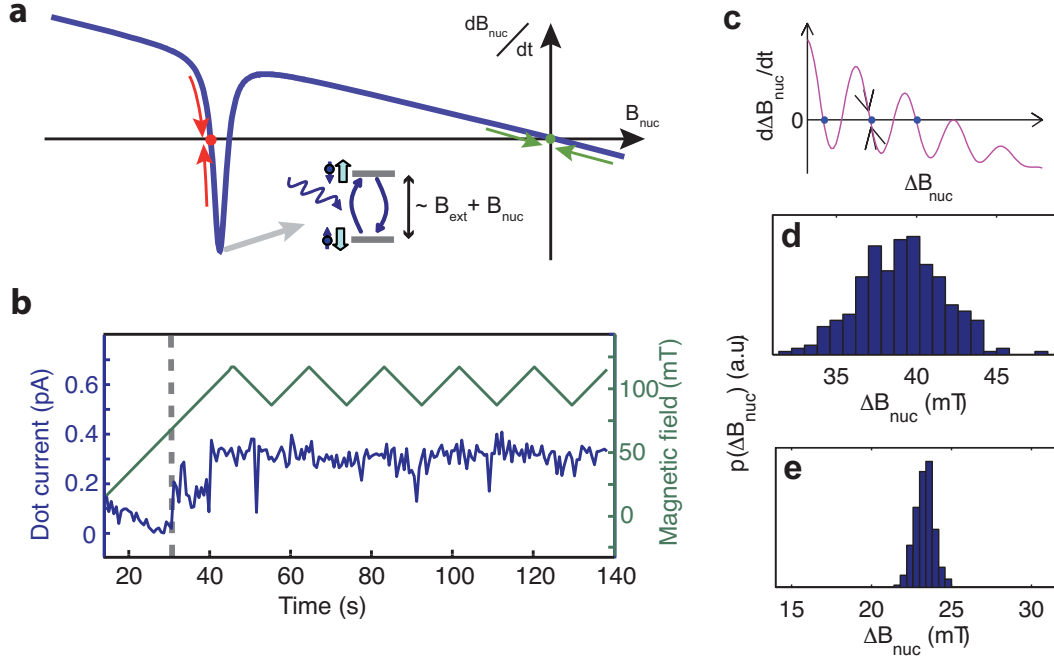 a
dB_nuc/dt
B_nuc
~ B_ext + B_nuc
b
Dot current (pA)
0.6
0.4
0.2
0
Magnetic field (mT)
100
50
0
20 40 60 80 100 120 140
Time (s)
c
dΔB_nuc/dt
0
ΔB_nuc
p(ΔB_nuc) (a.u)
d
35 40 45
ΔB_nuc (mT)
e
15 20 25 30
ΔB_nuc (mT)